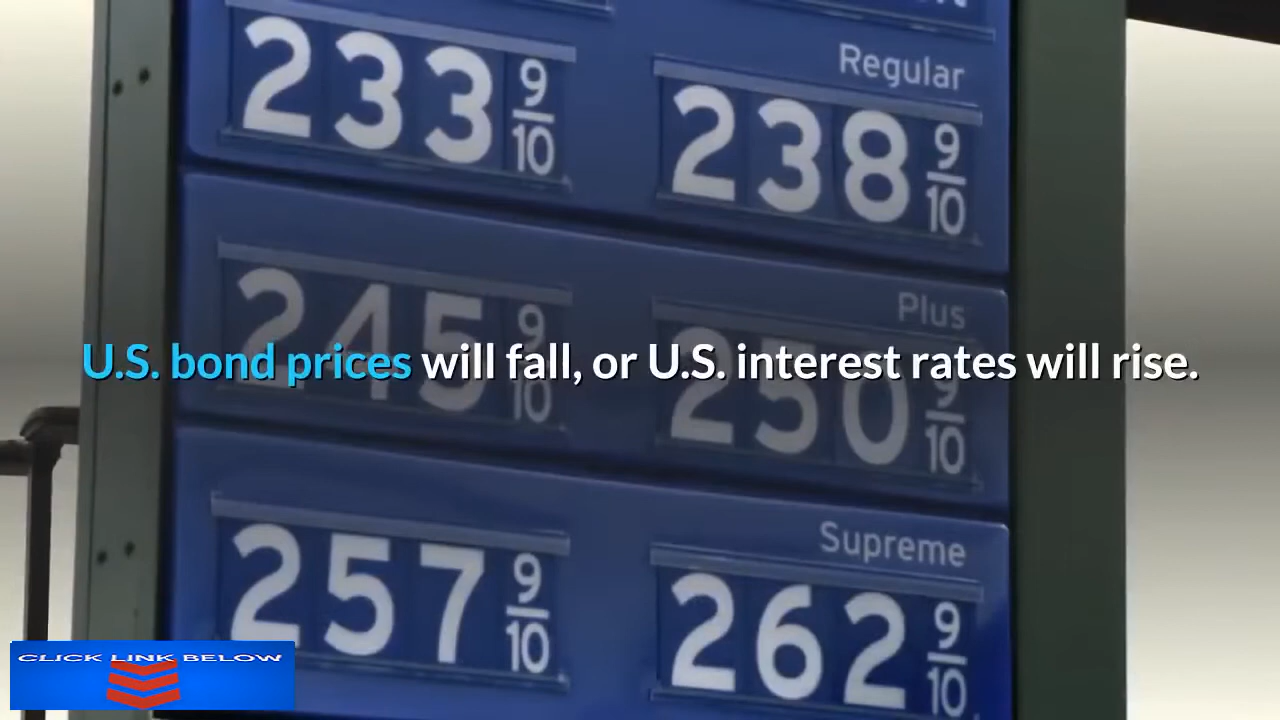 Regular
233 9/10 238 9/10
Plus
245 9/10 250 9/10
U.S. bond prices will fall, or U.S. interest rates will rise.
Supreme
257 9/10 262 9/10
CLICK LINK BELOW